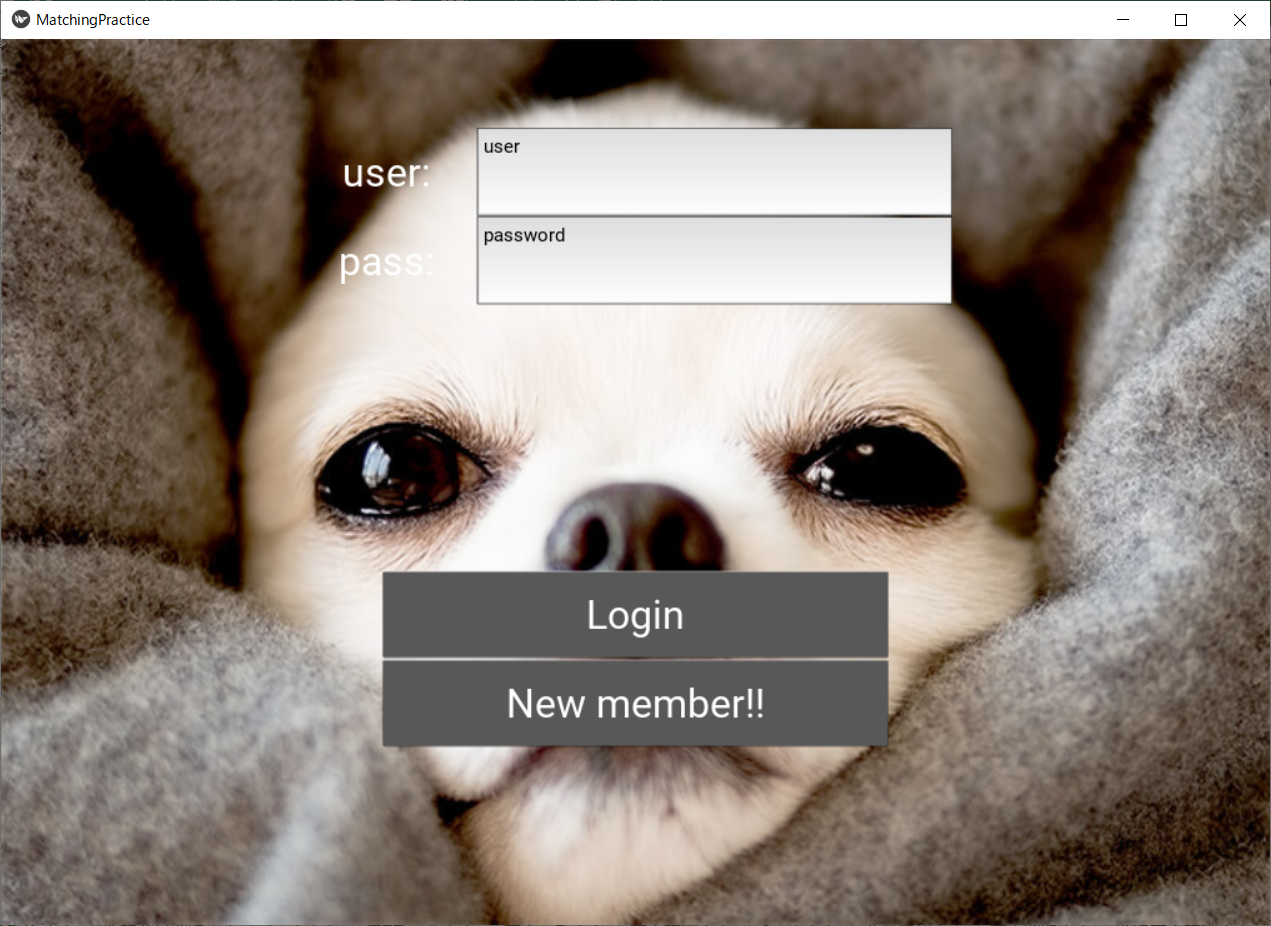 MatchingPractice
user:
user
pass:
password
Login
New member!!